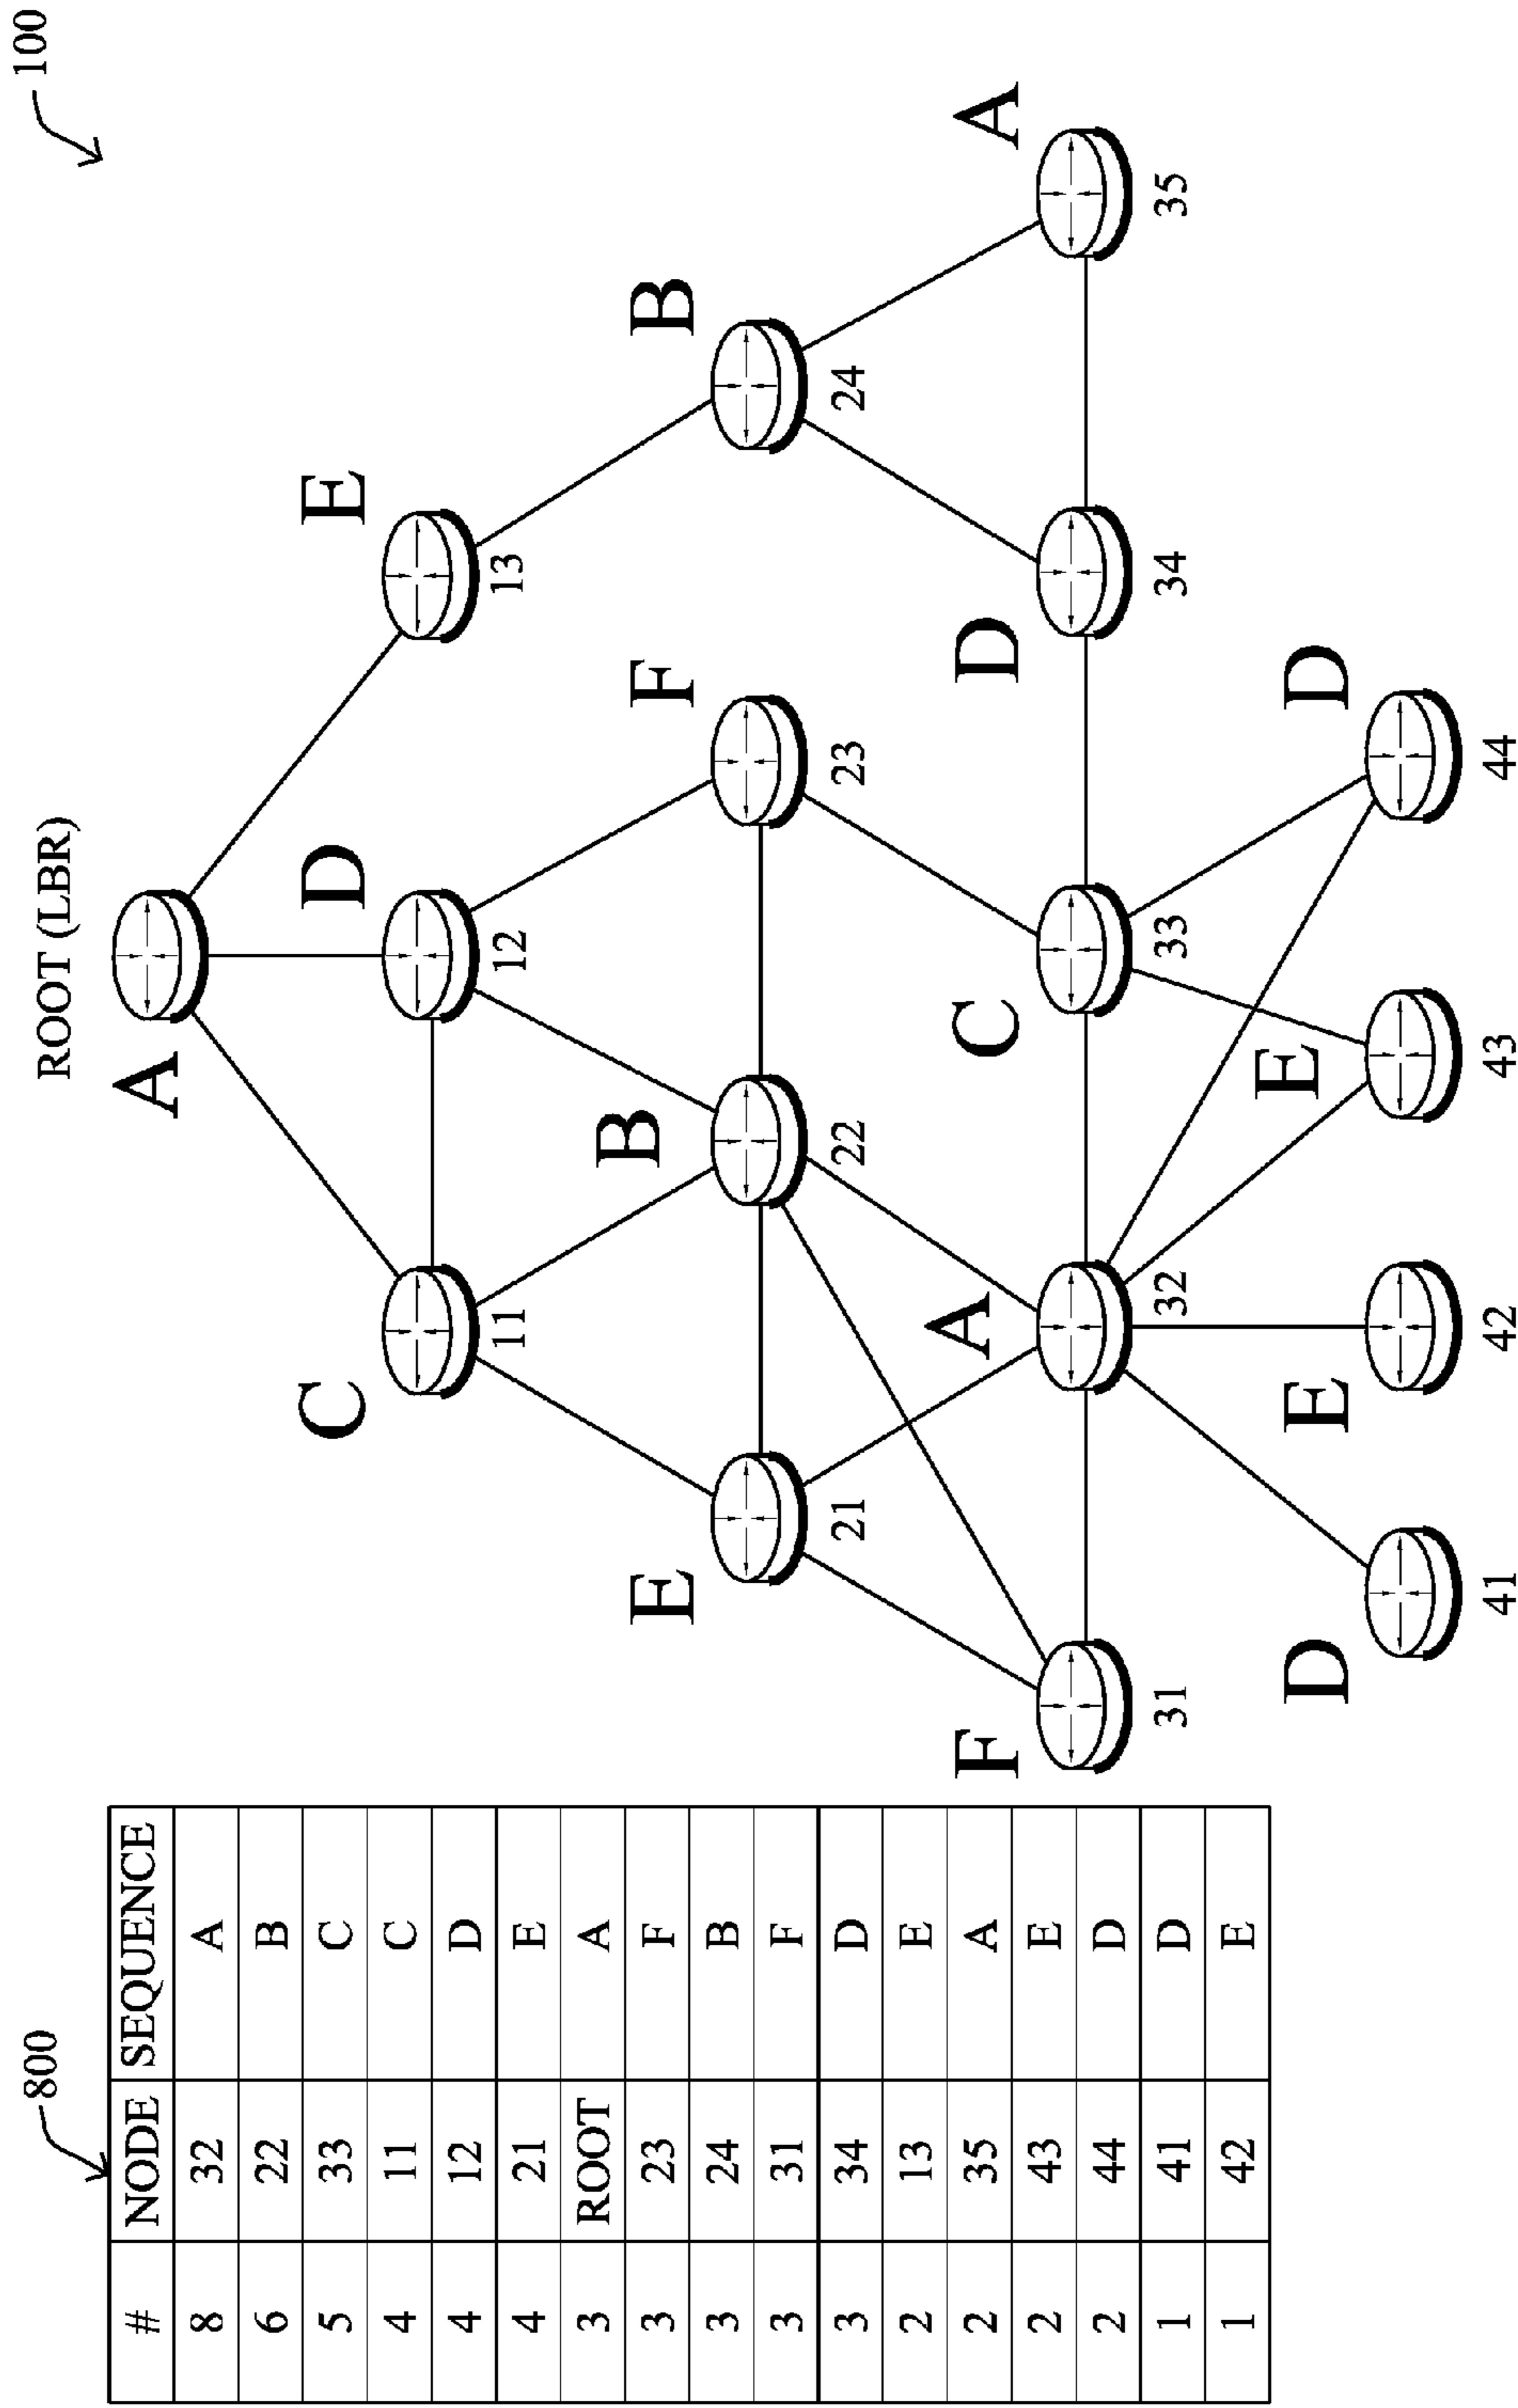 800
# NODE SEQUENCE
8 32 A
6 22 B
5 33 C
4 11 C
4 12 D
4 21 E
3 ROOT A
3 23 F
3 24 B
3 31 F
3 34 D
2 13 E
2 35 A
2 43 E
2 44 D
1 41 D
1 42 E
100
ROOT (LBR)
A
C D E
11 12 13
E B F B
21 22 23 24
F A C D A
31 32 33 34 35
D E E D
41 42 43 44